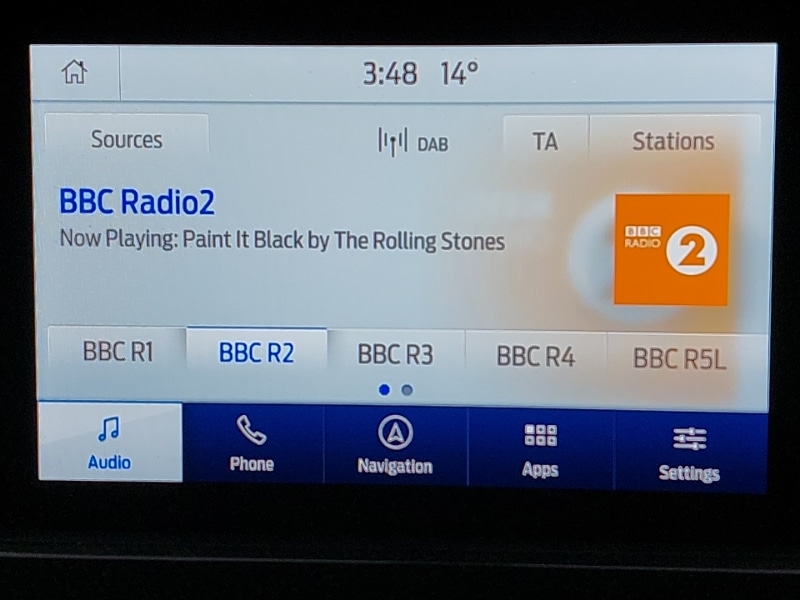 3:48 14°
Sources DAB TA Stations
BBC Radio2
Now Playing: Paint It Black by The Rolling Stones
BBC
RADIO 2
BBC R1 BBC R2 BBC R3 BBC R4 BBC R5L
Audio Phone Navigation Apps Settings